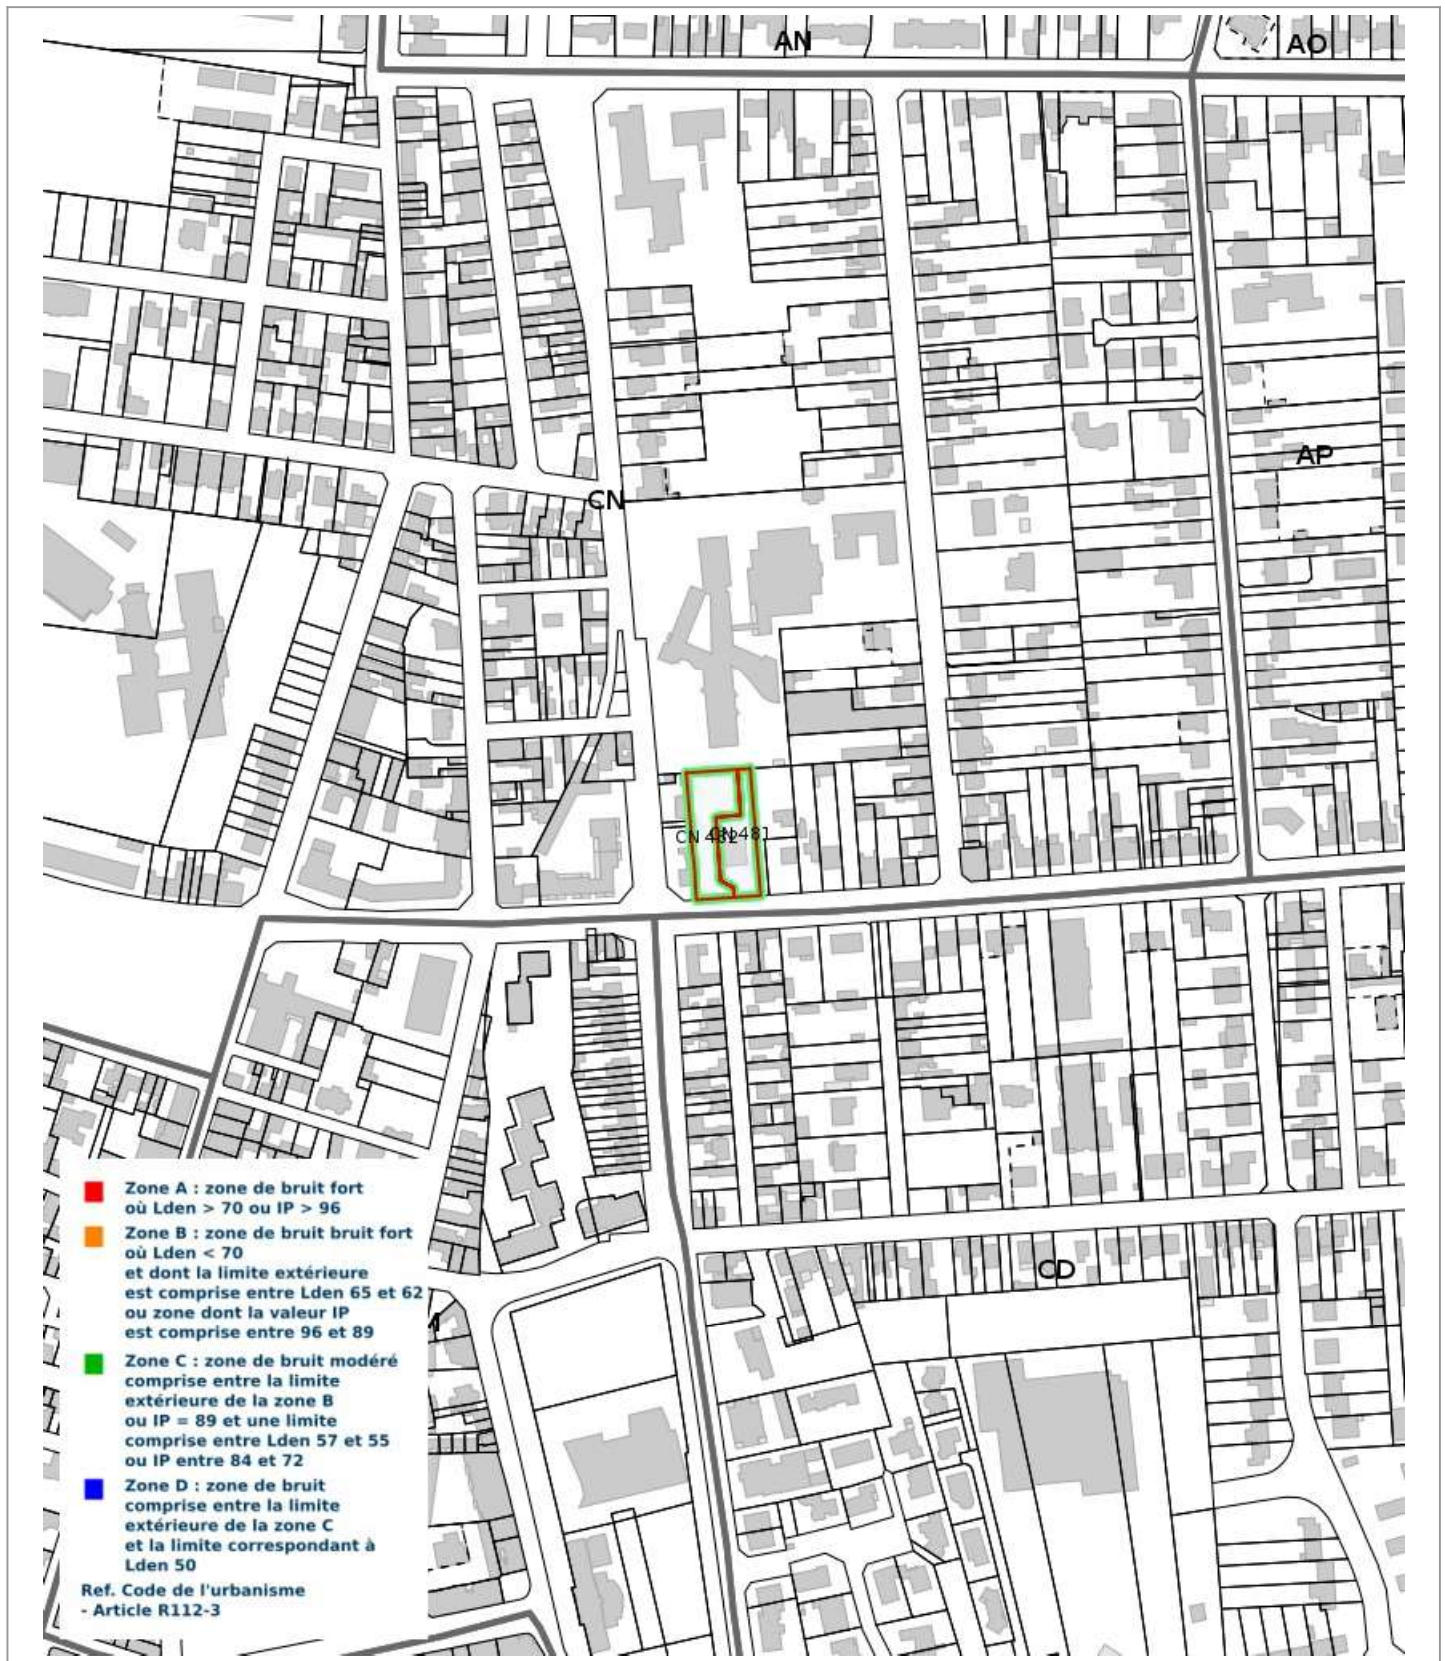 AN
AO
AP
CN
CN 482
CN 481
Zone A : zone de bruit fort
où Lden > 70 ou IP > 96
Zone B : zone de bruit bruit fort
où Lden < 70
et dont la limite extérieure
est comprise entre Lden 65 et 62
ou zone dont la valeur IP
est comprise entre 96 et 89
Zone C : zone de bruit modéré
comprise entre la limite
extérieure de la zone B
ou IP = 89 et une limite
comprise entre Lden 57 et 55
ou IP entre 84 et 72
Zone D : zone de bruit
comprise entre la limite
extérieure de la zone C
et la limite correspondant à
Lden 50
Ref. Code de l'urbanisme
- Article R112-3
CD